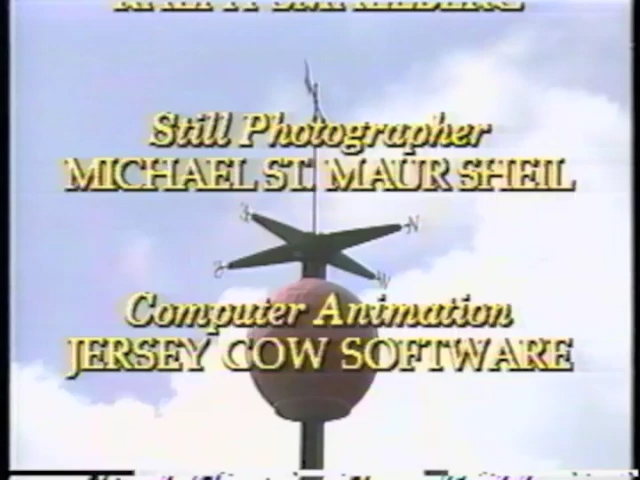 Still Photographer
MICHAEL ST. MAUR SHEIL
N
W
Computer Animation
JERSEY COW SOFTWARE